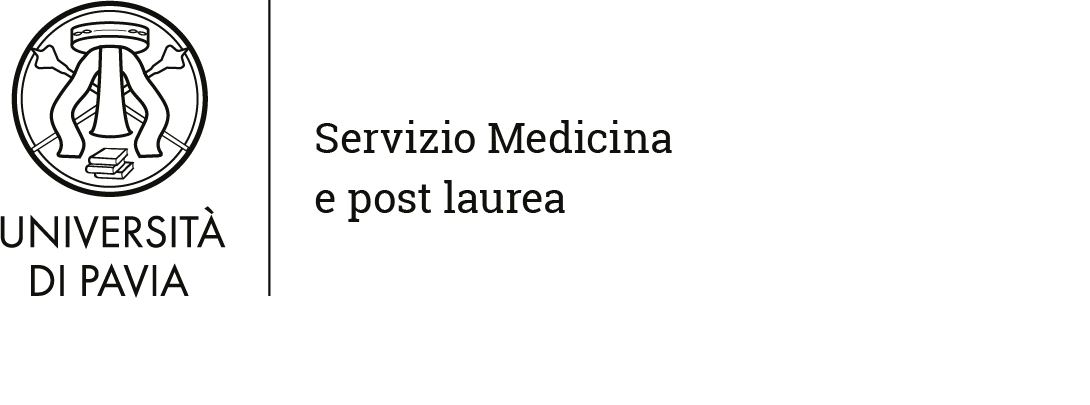 UNIVERSITÀ
DI PAVIA
Servizio Medicina
e post laurea